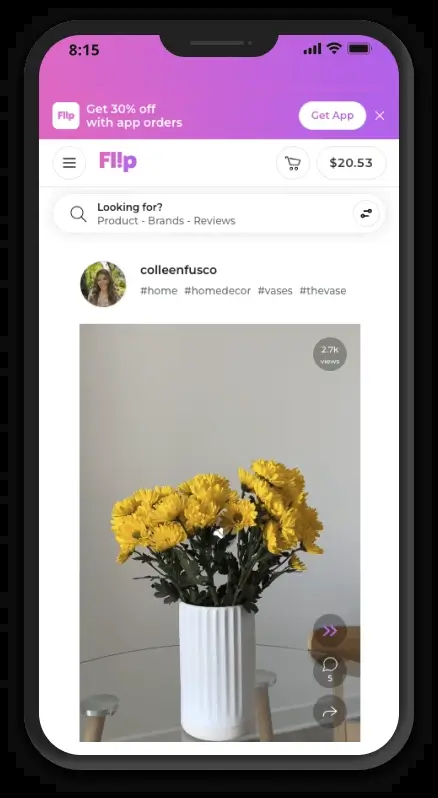 8:15
Fl!p
Get 30% off
with app orders
Get App
Fl!p
$20.53
Looking for?
Product - Brands - Reviews
colleenfusco
#home #homedecor #vases #thevase
2.7k
views
5